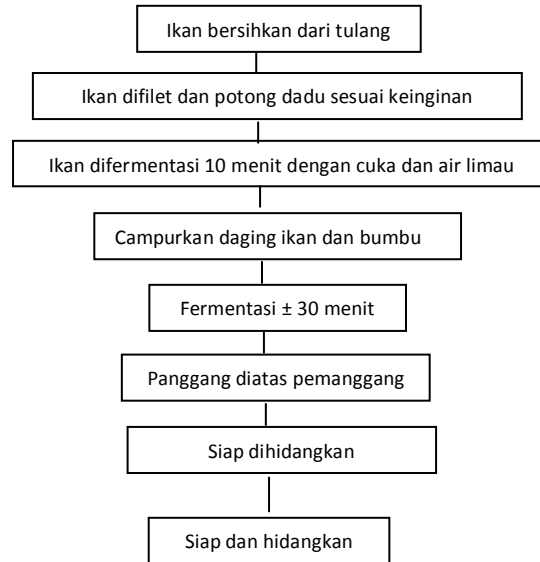 Ikan bersihkan dari tulang
Ikan difilet dan potong dadu sesuai keinginan
Ikan difermentasi 10 menit dengan cuka dan air limau
Campurkan daging ikan dan bumbu
Fermentasi ± 30 menit
Panggang diatas pemanggang
Siap dihidangkan
Siap dan hidangkan